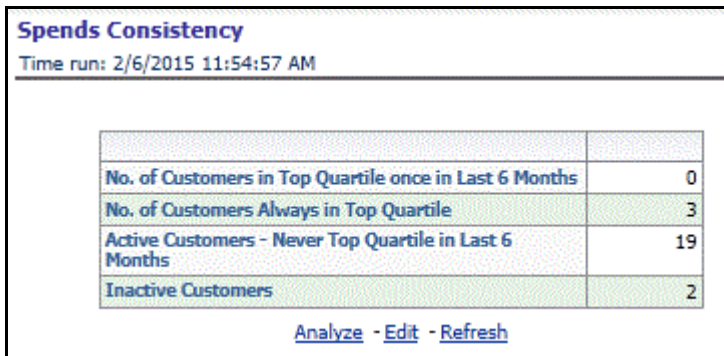 Spends Consistency
Time run: 2/6/2015 11:54:57 AM
No. of Customers in Top Quartile once in Last 6 Months 0
No. of Customers Always in Top Quartile 3
Active Customers - Never Top Quartile in Last 6 19
Months
Inactive Customers 2
Analyze - Edit - Refresh